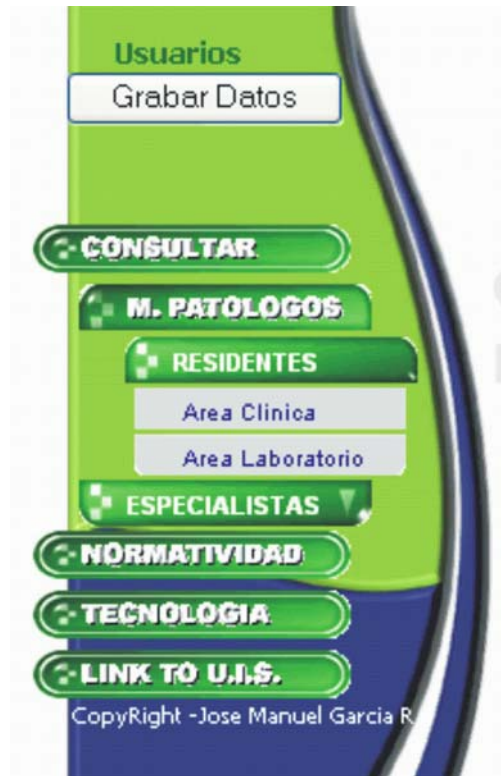 Usuarios
Grabar Datos
CONSULTAR
M. PATOLOGOS
RESIDENTES
Area Clinica
Area Laboratorio
ESPECIALISTAS
NORMATIVIDAD
TECNOLOGIA
LINK TO U.I.S.
CopyRight -Jose Manuel Garcia R